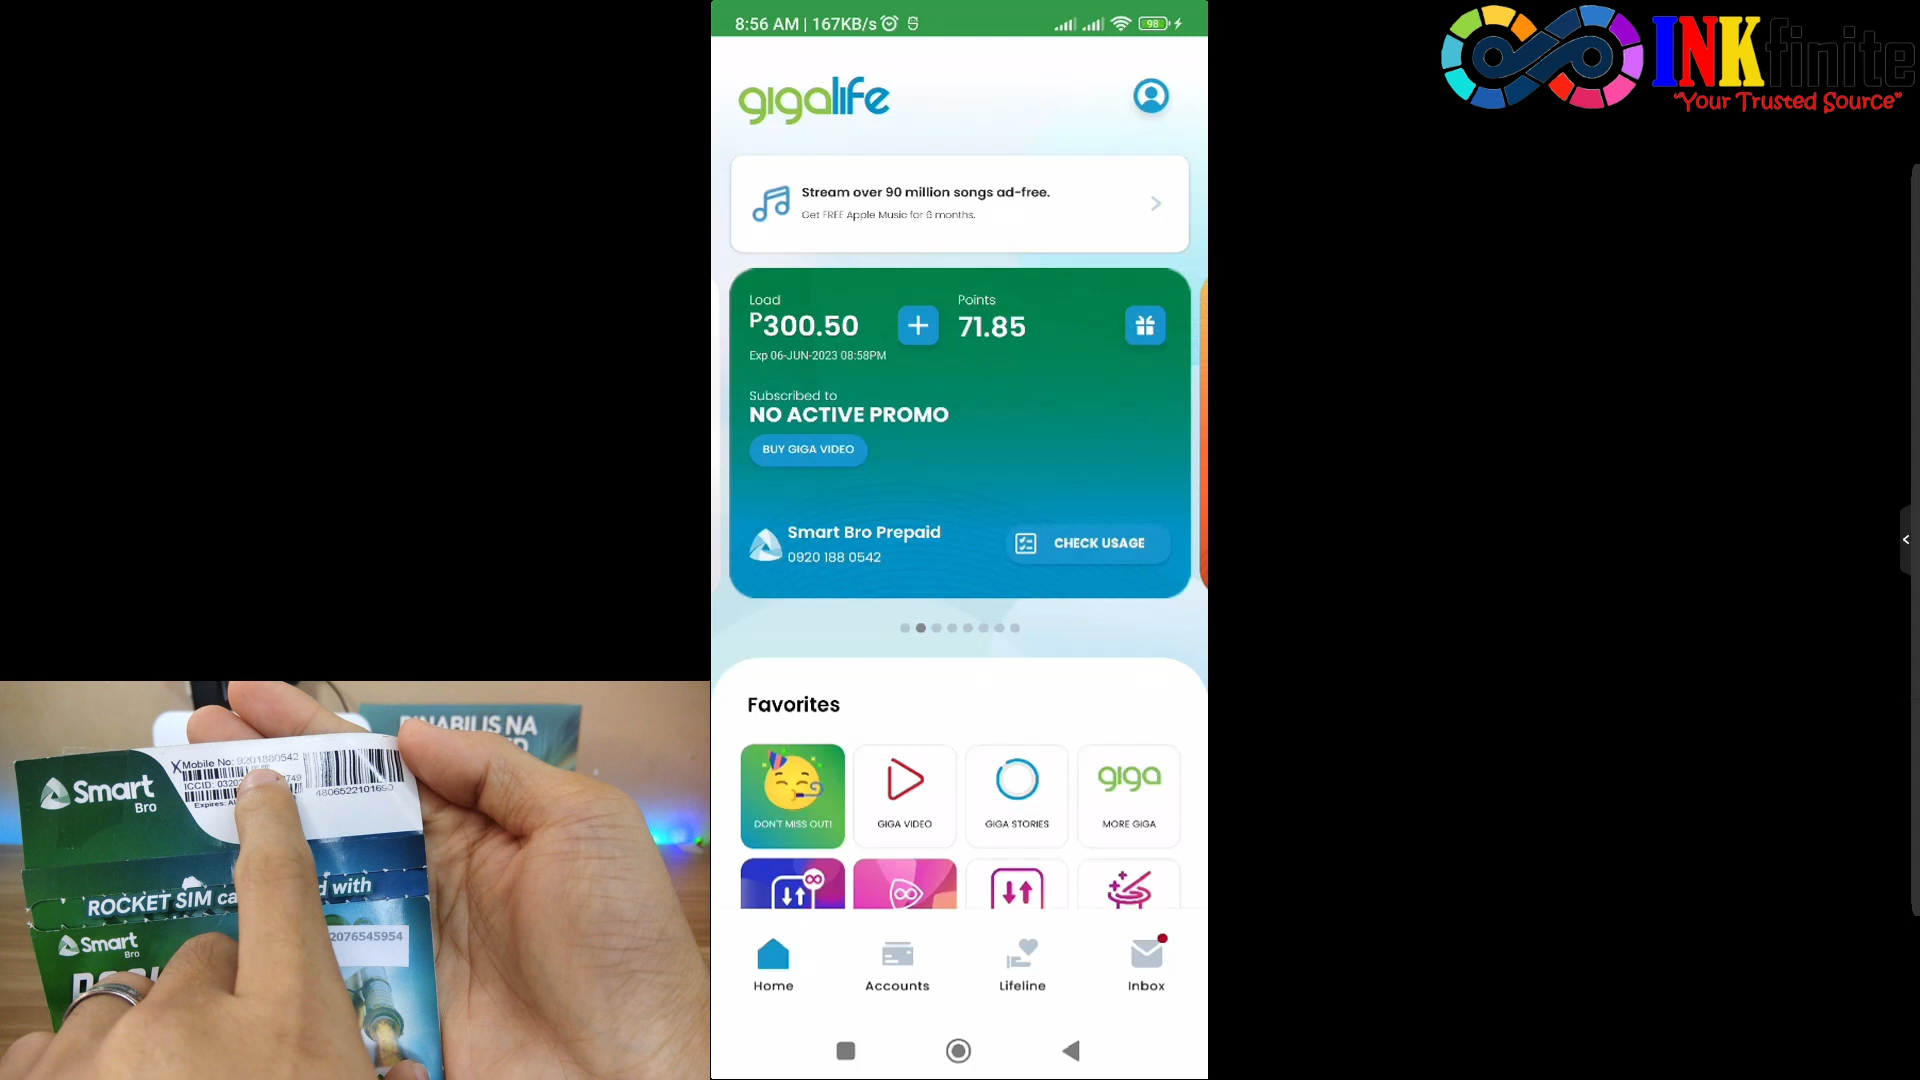 8:56 AM | 167KB/s
98
gigalife
Stream over 90 million songs ad-free.
Get FREE Apple Music for 6 months.
Load
Points
P300.50
71.85
Exp 06-JUN-2023 08:58PM
Subscribed to
NO ACTIVE PROMO
BUY GIGA VIDEO
Smart Bro Prepaid
0920 188 0542
CHECK USAGE
Favorites
DON'T MISS OUT!
GIGA VIDEO
GIGA STORIES
giga
MORE GIGA
Home
Accounts
Lifeline
Inbox
INKfinite
"Your Trusted Source"
BINABILIS NA
Smart
Bro
Mobile No: 9201880542
ICCID:
Expires:
ROCKET SIM
with
Smart
Bro
2076545954